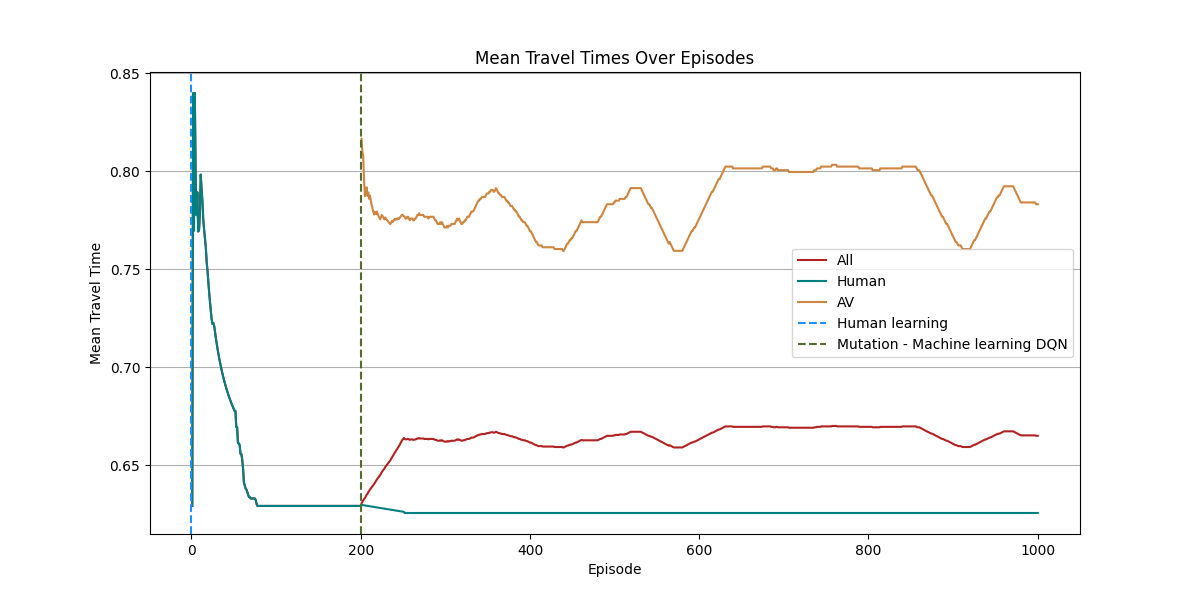 Mean Travel Times Over Episodes
0.85
0.80
0.75
0.70
0.65
Mean Travel Time
All
Human
AV
Human learning
Mutation - Machine learning DQN
0
200
400
600
800
1000
Episode